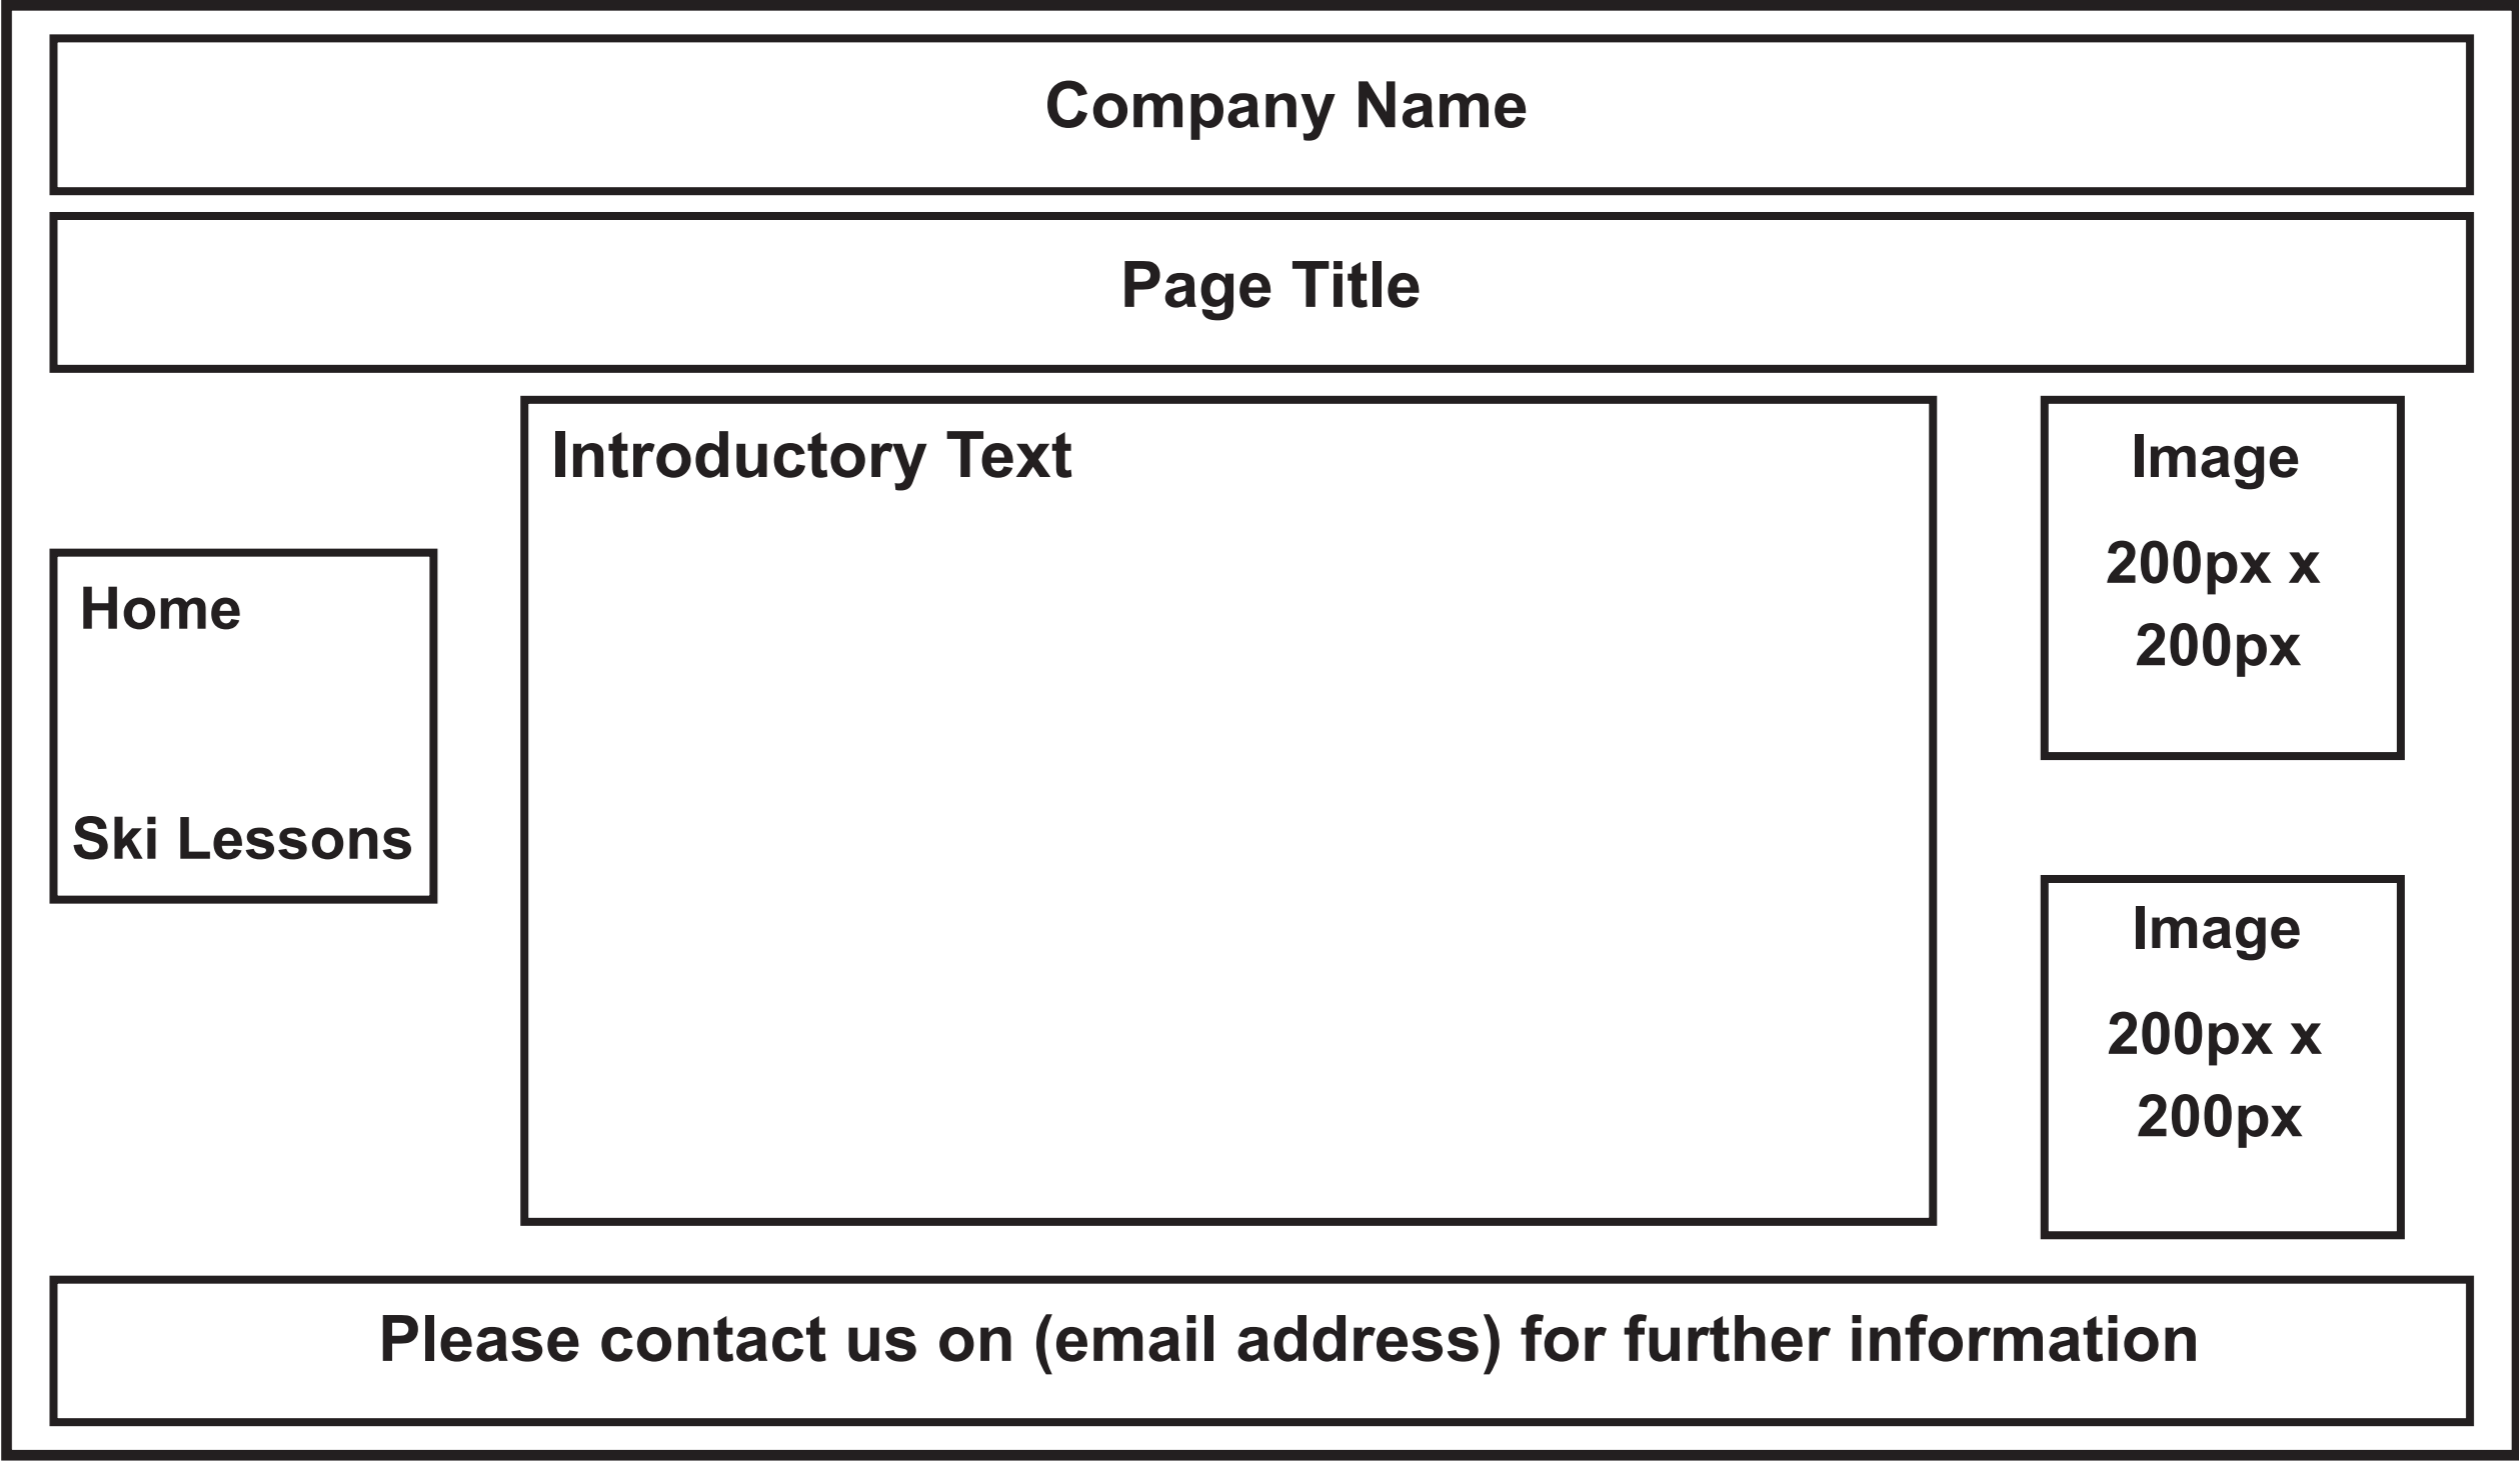 Company Name
Page Title
Home
Ski Lessons
Introductory Text
Image
200px x
200px
Image
200px x
200px
Please contact us on (email address) for further information